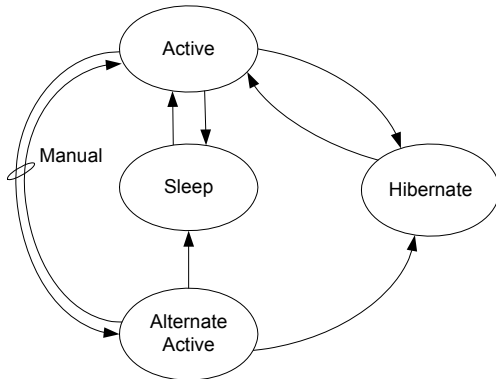 Active
Manual
Sleep
Hibernate
Alternate
Active